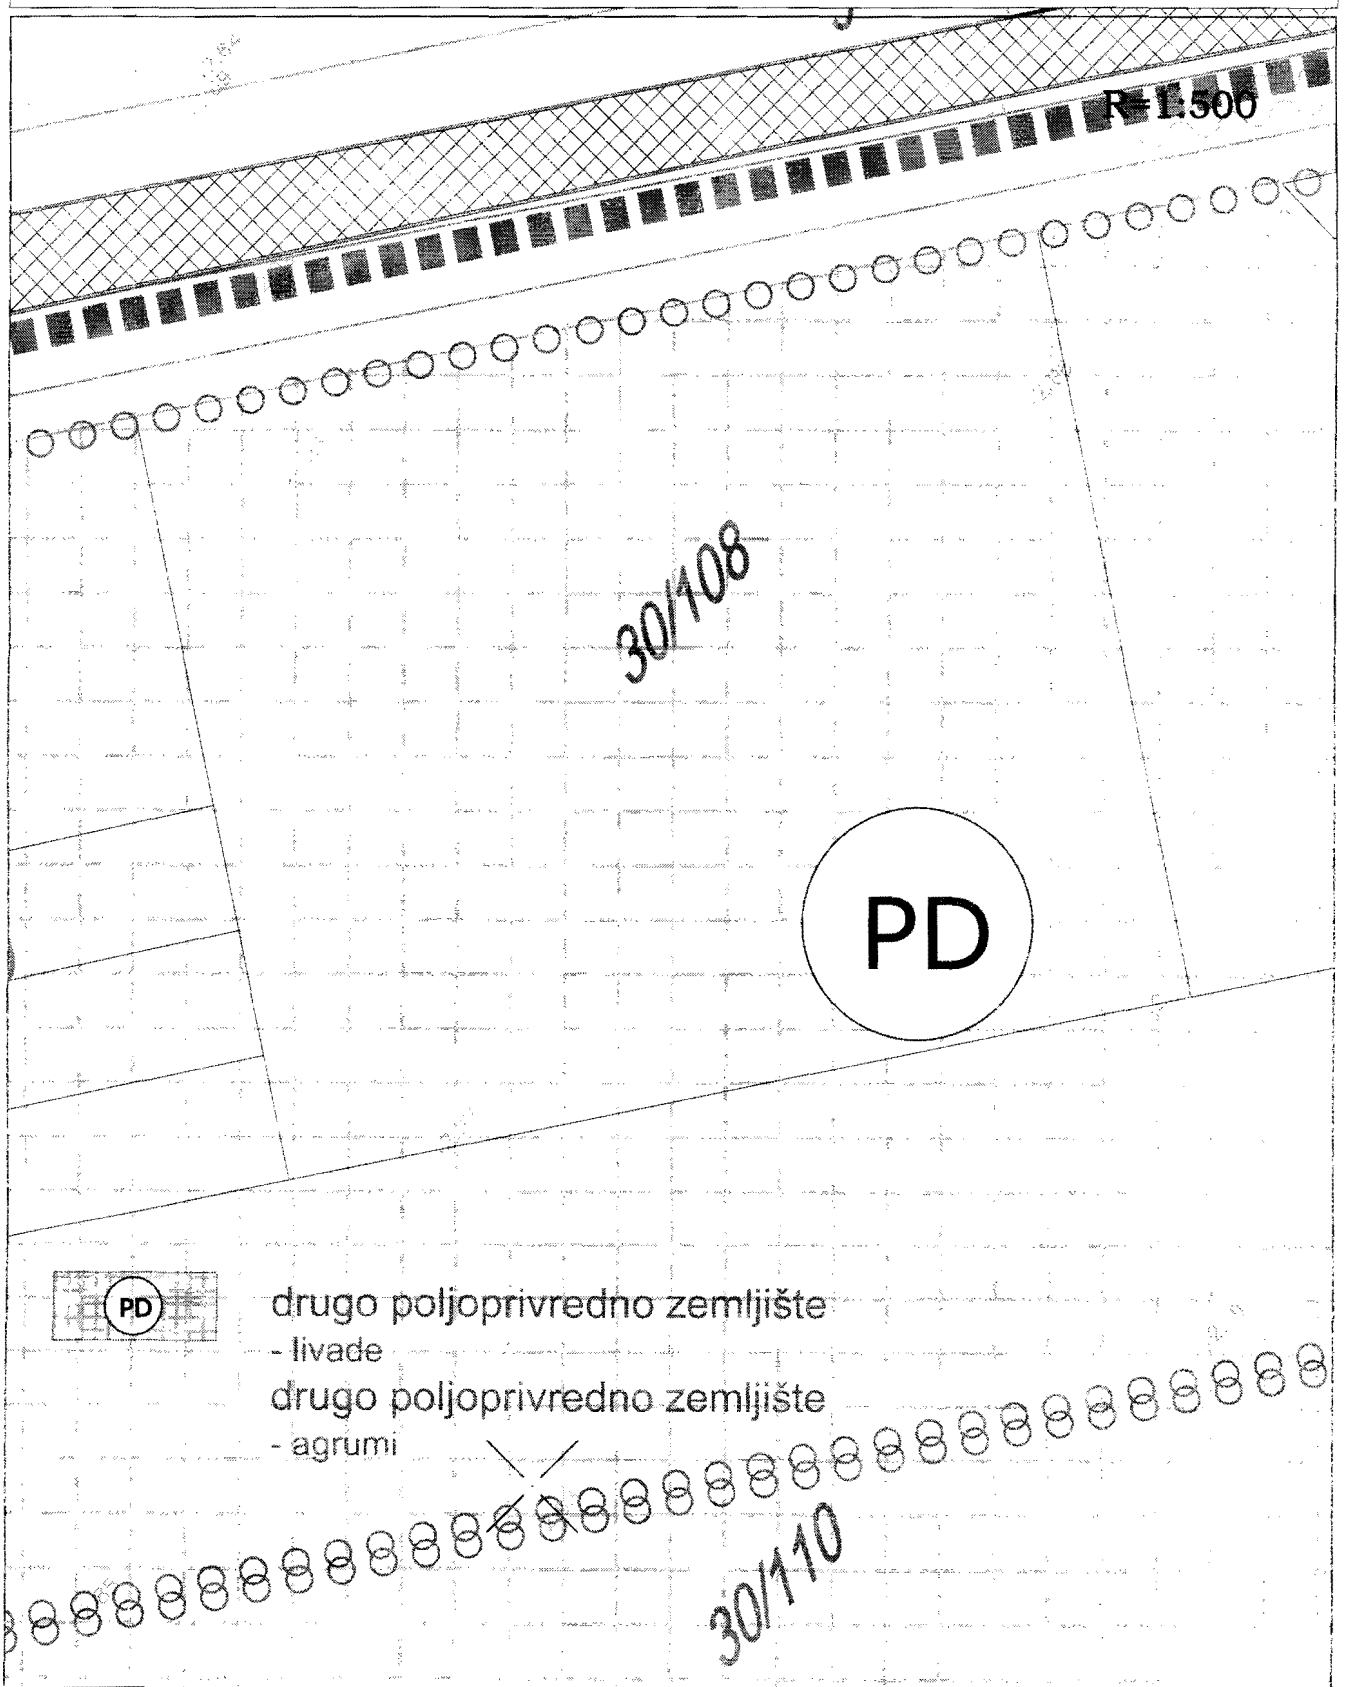 R=1:500
30/108
PD
PD
drugo poljoprivredno zemljište
- livade
drugo poljoprivredno zemljište
- agrumi
30/110